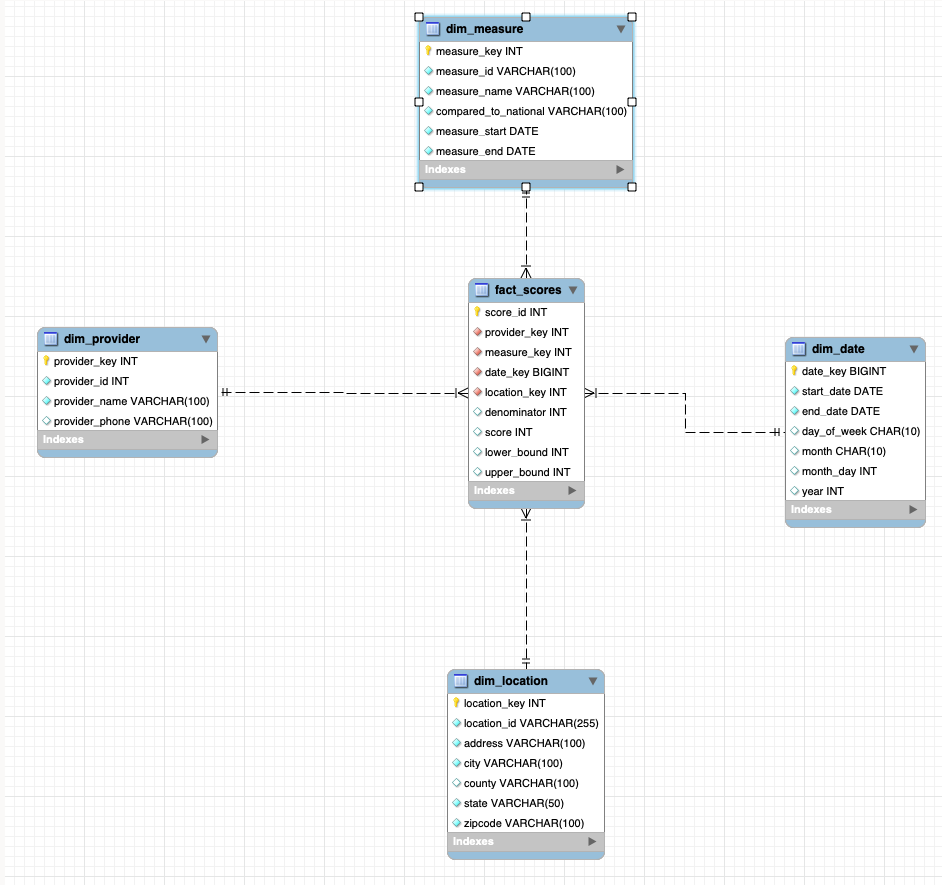 dim_measure
measure_key INT
measure_id VARCHAR(100)
measure_name VARCHAR(100)
compared_to_national VARCHAR(100)
measure_start DATE
measure_end DATE
Indexes
fact_scores
score_id INT
provider_key INT
measure_key INT
date_key BIGINT
location_key INT
denominator INT
score INT
lower_bound INT
upper_bound INT
Indexes
dim_provider
provider_key INT
provider_id INT
provider_name VARCHAR(100)
provider_phone VARCHAR(100)
Indexes
dim_date
date_key BIGINT
start_date DATE
end_date DATE
day_of_week CHAR(10)
month CHAR(10)
month_day INT
year INT
Indexes
dim_location
location_key INT
location_id VARCHAR(255)
address VARCHAR(100)
city VARCHAR(100)
county VARCHAR(100)
state VARCHAR(50)
zipcode VARCHAR(100)
Indexes